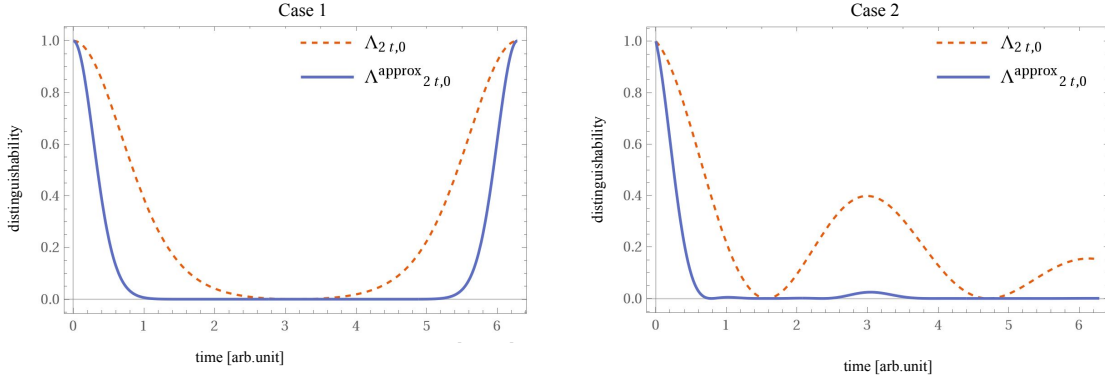 Case 1
Λ2 t,0
Λapprox2 t,0
distinguishability
1.0
0.8
0.6
0.4
0.2
0.0
0 1 2 3 4 5 6
time [arb.unit]
Case 2
Λ2 t,0
Λapprox2 t,0
distinguishability
1.0
0.8
0.6
0.4
0.2
0.0
0 1 2 3 4 5 6
time [arb.unit]